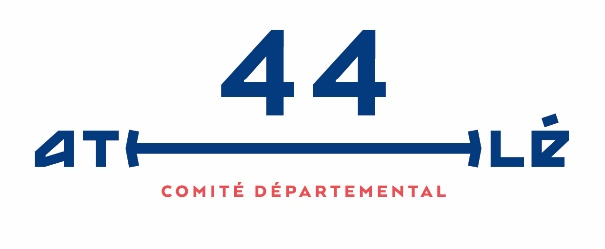 44
ATHLÉ
COMITÉ DÉPARTEMENTAL